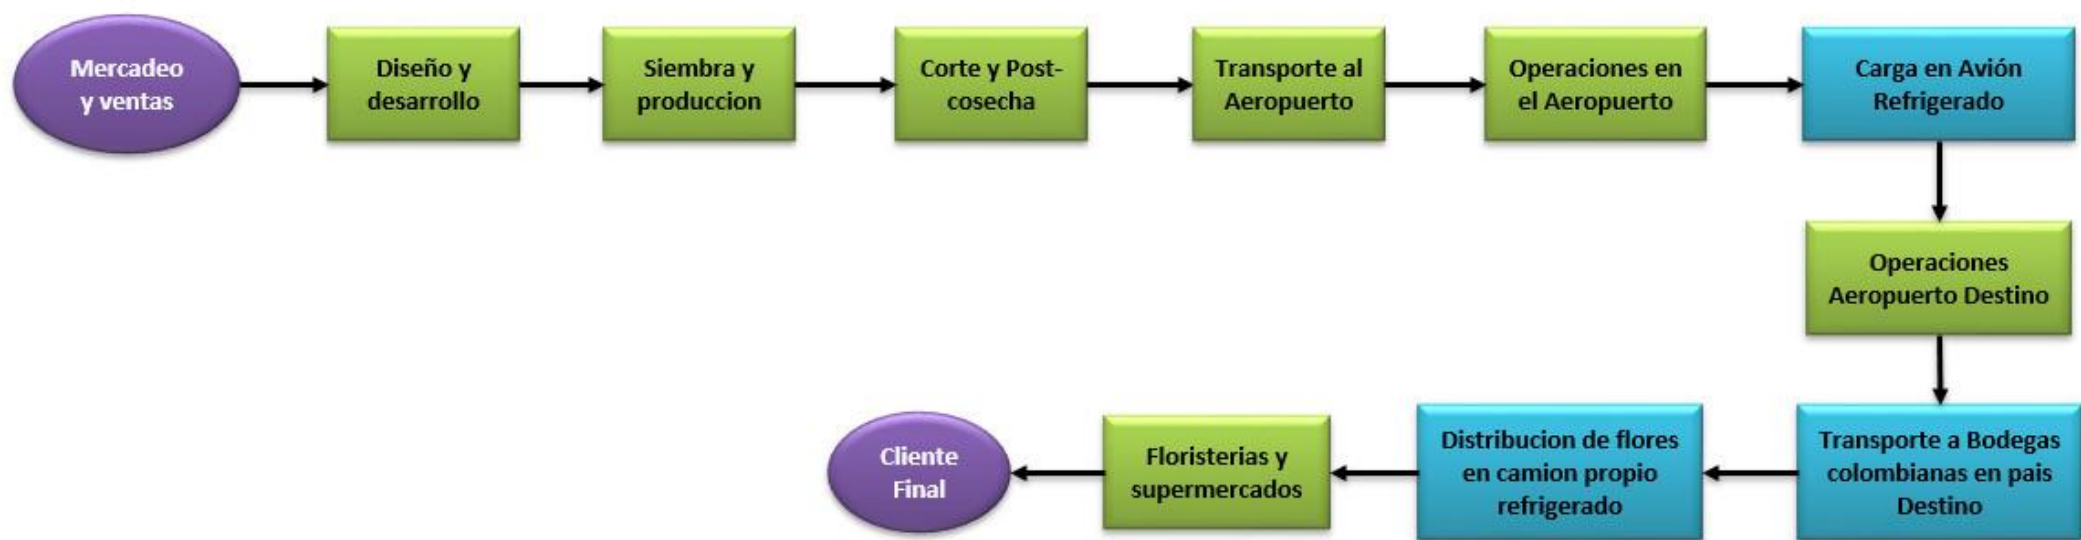 Mercadeo
y ventas
Diseño y
desarrollo
Siembra y
produccion
Corte y Post-
cosecha
Transporte al
Aeropuerto
Operaciones en
el Aeropuerto
Carga en Avión
Refrigerado
Operaciones
Aeropuerto Destino
Transporte a Bodegas
colombianas en pais
Destino
Distribucion de flores
en camion propio
refrigerado
Floristerias y
supermercados
Cliente
Final